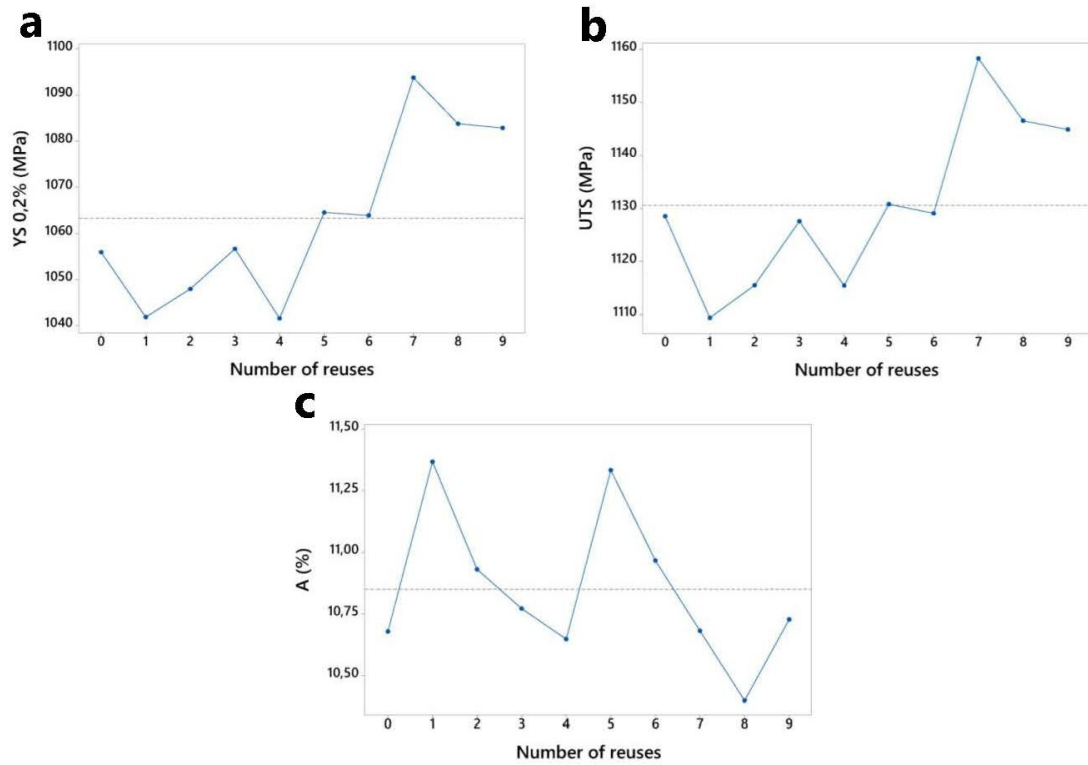 a
YS 0,2% (MPa)
1100
1090
1080
1070
1060
1050
1040
0 1 2 3 4 5 6 7 8 9
Number of reuses
b
UTS (MPa)
1160
1150
1140
1130
1120
1110
0 1 2 3 4 5 6 7 8 9
Number of reuses
c
A (%)
11,50
11,25
11,00
10,75
10,50
0 1 2 3 4 5 6 7 8 9
Number of reuses